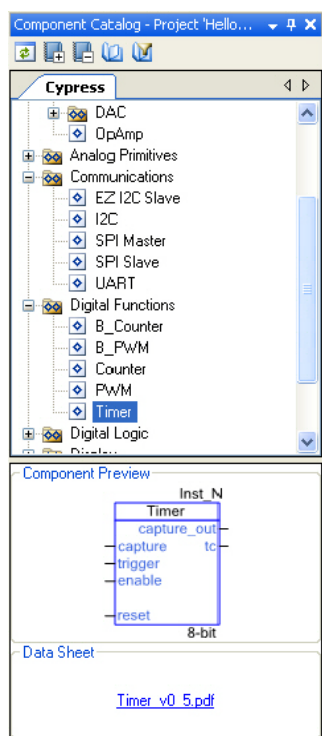 Component Catalog - Project 'Hello...
Cypress
DAC
OpAmp
Analog Primitives
Communications
EZ I2C Slave
I2C
SPI Master
SPI Slave
UART
Digital Functions
B_Counter
B_PWM
Counter
PWM
Timer
Digital Logic
Display
Component Preview
Inst_N
Timer
capture_out
capture tc
trigger
enable
reset
8-bit
Data Sheet
Timer_v0_5.pdf